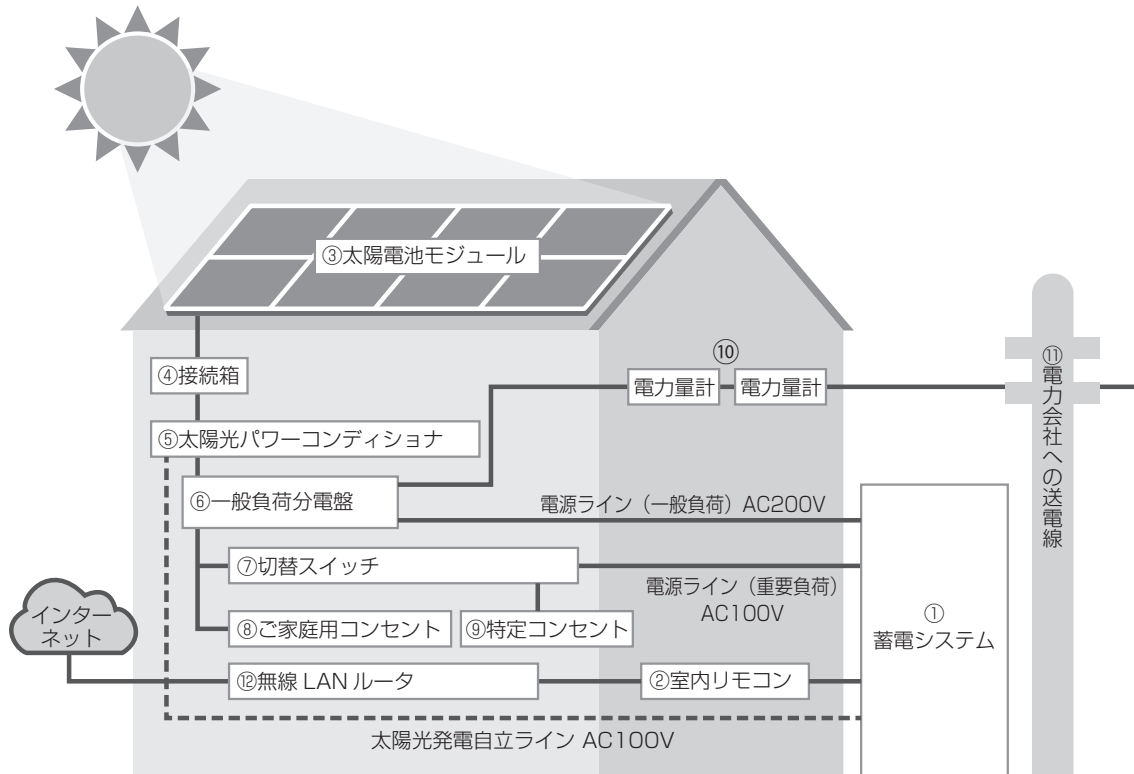 ③太陽電池モジュール
④接続箱
⑩
電力量計
電力量計
⑪電力会社への送電線
⑤太陽光パワーコンディショナ
⑥一般負荷分電盤
電源ライン（一般負荷）AC200V
⑦切替スイッチ
電源ライン（重要負荷）
AC100V
①
蓄電システム
インター
ネット
⑧ご家庭用コンセント
⑨特定コンセント
⑫無線 LAN ルータ
②室内リモコン
太陽光発電自立ライン AC100V